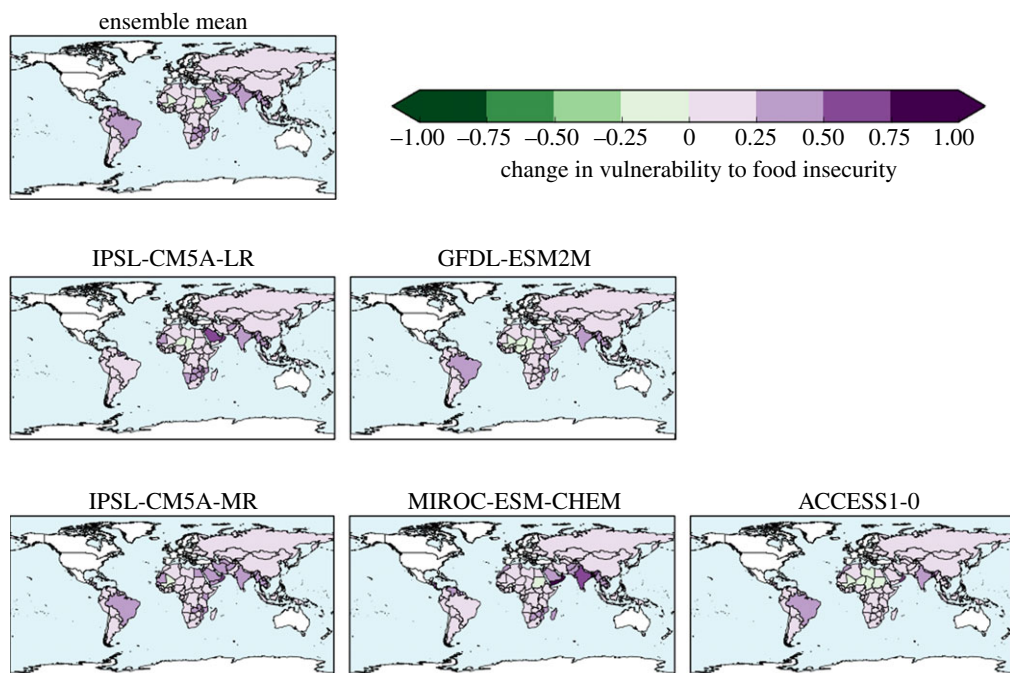 ensemble mean
–1.00 –0.75 –0.50 –0.25 0 0.25 0.50 0.75 1.00
change in vulnerability to food insecurity
IPSL-CM5A-LR GFDL-ESM2M
IPSL-CM5A-MR MIROC-ESM-CHEM ACCESS1-0